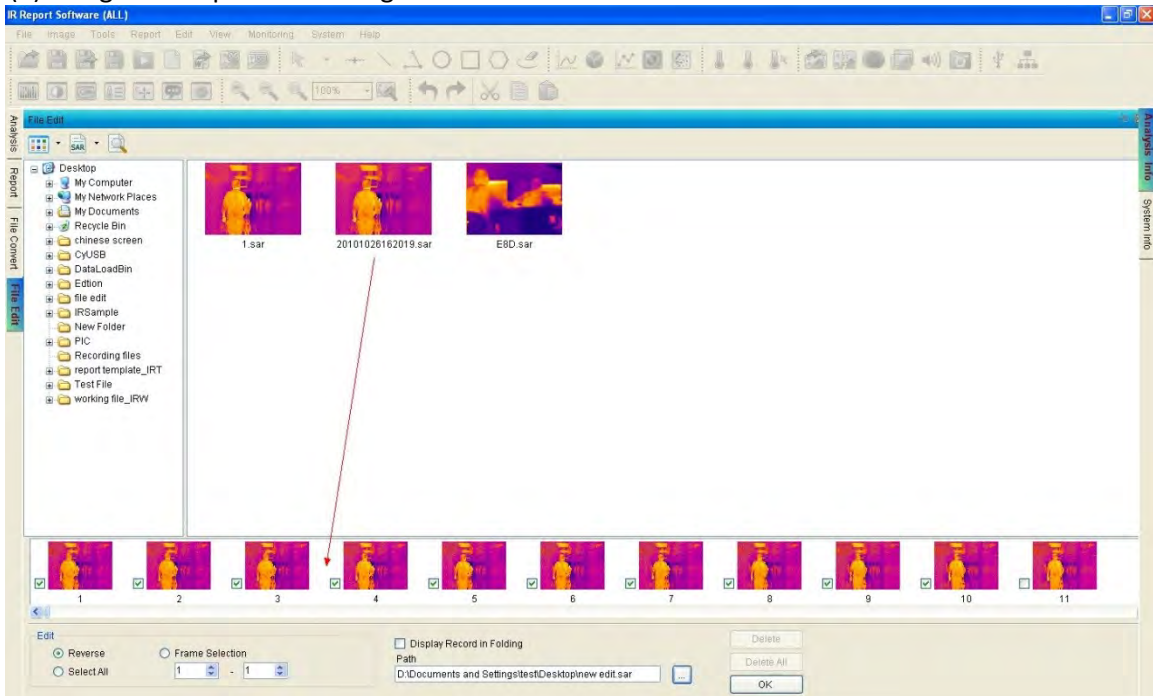 IR Report Software (ALL)
File Image Tools Report Edit View Monitoring System Help
100%
Analysis
Report
File Convert
File Edit
File Edit
SAR
Desktop
My Computer
My Network Places
My Documents
Recycle Bin
chinese screen
CyUSB
DataLoadBin
Edtion
file edit
IRSample
New Folder
PIC
Recording files
report template_IRT
Test File
working file_IRW
1.sar 20101026162019.sar E8D.sar
Analysis Info
System Info
1 2 3 4 5 6 7 8 9 10 11
Edit
Reverse Frame Selection
Select All 1 - 1
Display Record in Folding
Path
D:\Documents and Settings\test\Desktop\new edit.sar ...
Delete
Delete All
OK